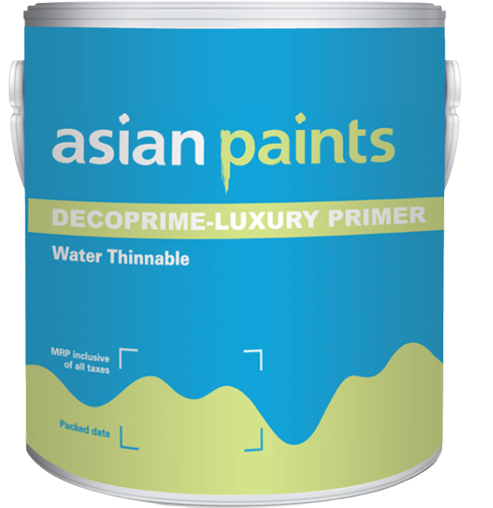 asian paints
DECOPRIME-LUXURY PRIMER
Water Thinnable
MRP inclusive
of all taxes
Packed date